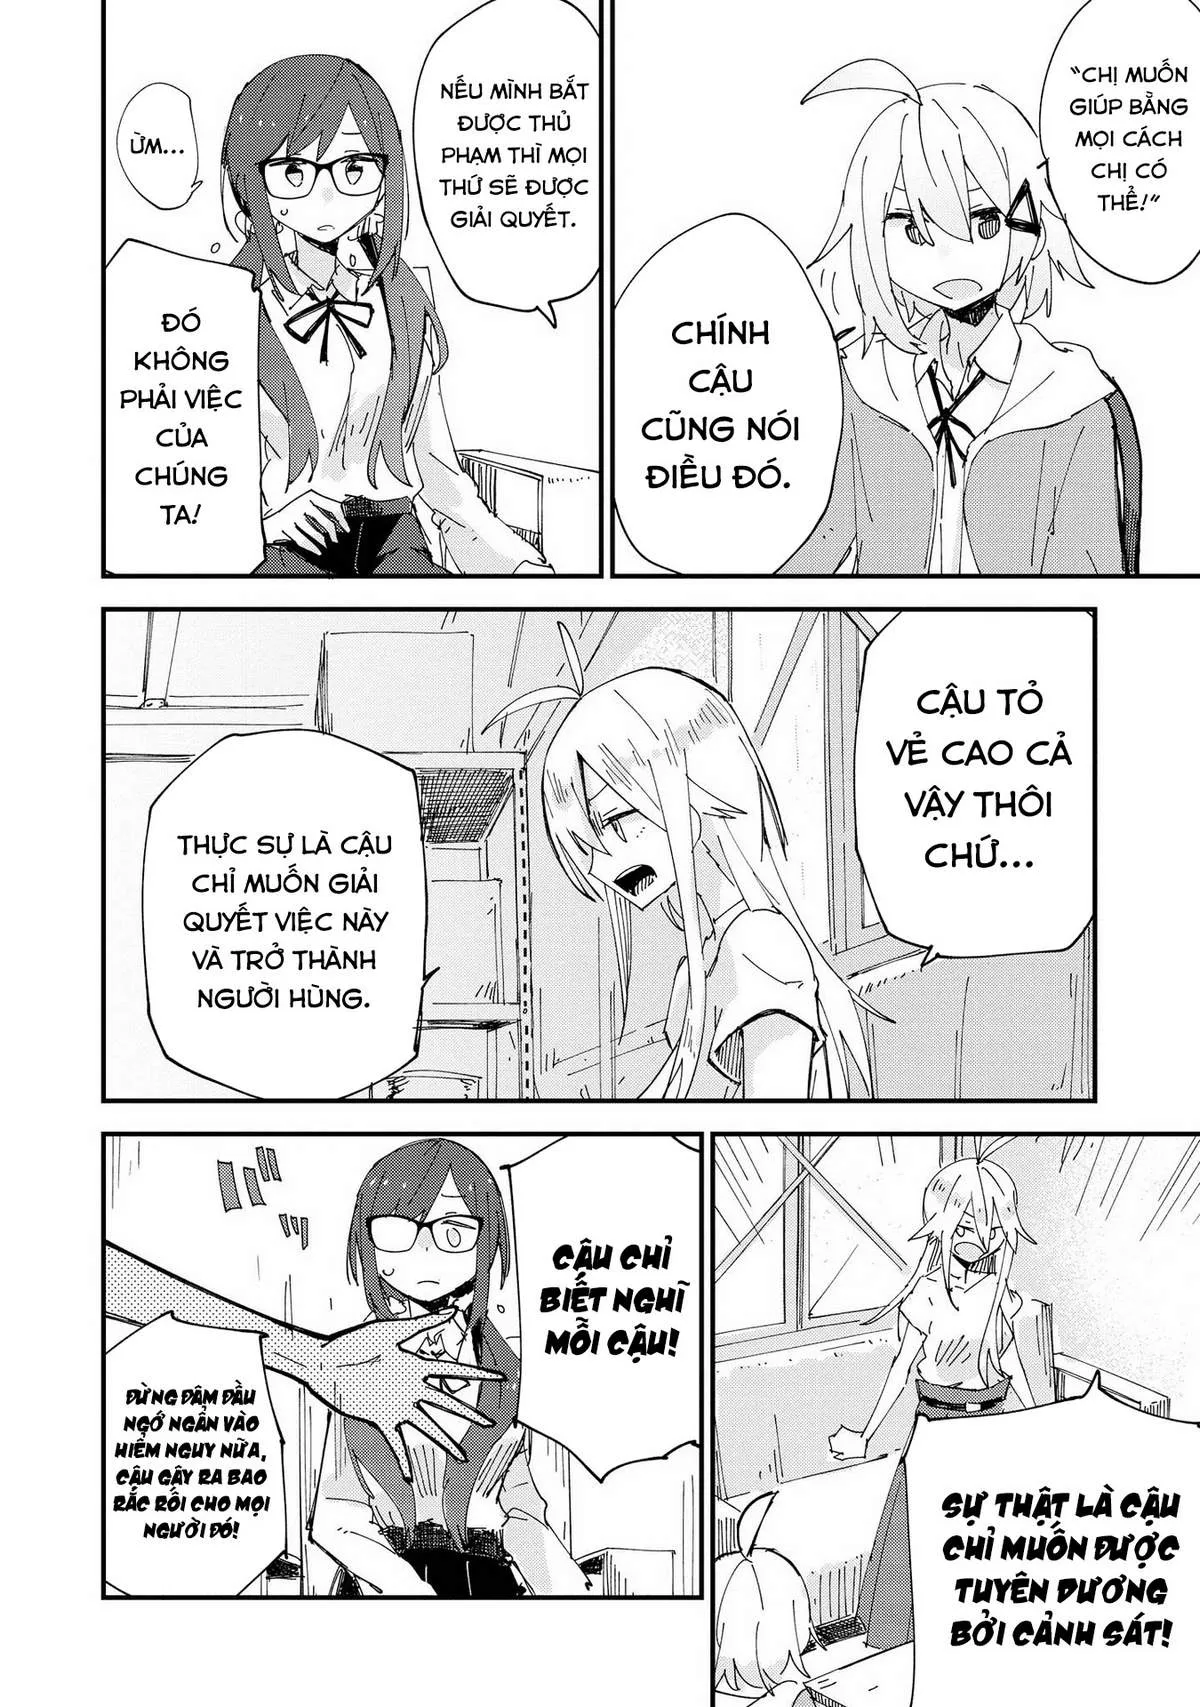 "CHỊ MUỐN
GIÚP BẰNG
MỌI CÁCH
CHỊ CÓ
THỂ!"
CHÍNH
CẬU
CŨNG NÓI
ĐIỀU ĐÓ.
NẾU MÌNH BẮT
ĐƯỢC THỦ
PHẠM THÌ MỌI
THỨ SẼ ĐƯỢC
GIẢI QUYẾT.
ỪM...
ĐÓ
KHÔNG
PHẢI VIỆC
CỦA
CHÚNG
TA!
CẬU TỎ
VẺ CAO CẢ
VẬY THÔI
CHỨ...
THỰC SỰ LÀ CẬU
CHỈ MUỐN GIẢI
QUYẾT VIỆC NÀY
VÀ TRỞ THÀNH
NGƯỜI HÙNG.
SỰ THẬT LÀ CẬU
CHỈ MUỐN ĐƯỢC
TUYÊN DƯƠNG
BỞI CẢNH SÁT!
CẬU CHỈ
BIẾT NGHĨ
MỖI CẬU!
ĐỪNG ĐÂM ĐẦU
NGỚ NGẨN VÀO
HIỂM NGUY NỮA,
CẬU GÂY RA BAO
RẮC RỐI CHO MỌI
NGƯỜI ĐÓ!